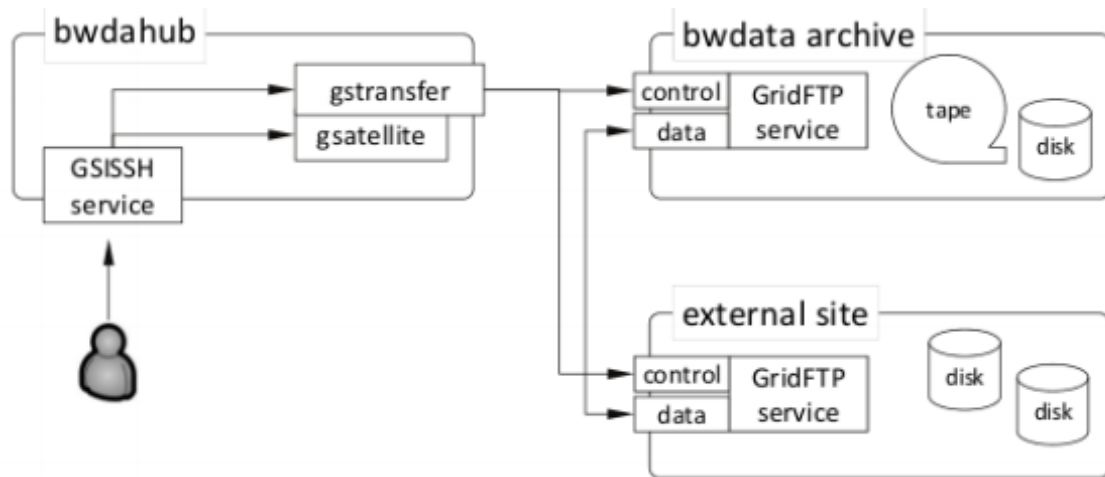 bwdahub
gstransfer
gsatellite
GSISSH
service
bwdata archive
control
data
GridFTP
service
tape
disk
external site
control
data
GridFTP
service
disk
disk